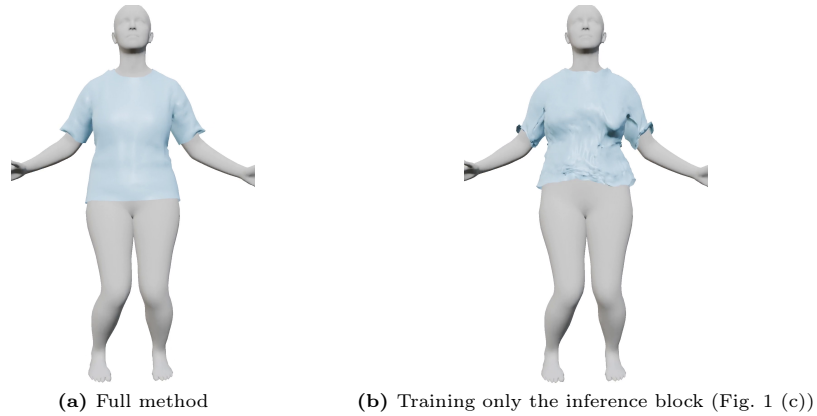 (a) Full method
(b) Training only the inference block (Fig. 1 (c))